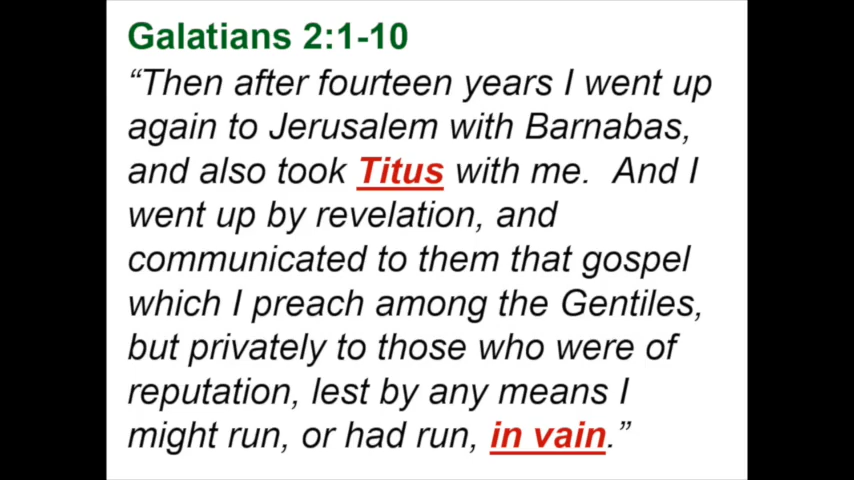 Galatians 2:1-10
“Then after fourteen years I went up
again to Jerusalem with Barnabas,
and also took Titus with me.  And I
went up by revelation, and
communicated to them that gospel
which I preach among the Gentiles,
but privately to those who were of
reputation, lest by any means I
might run, or had run, in vain.”